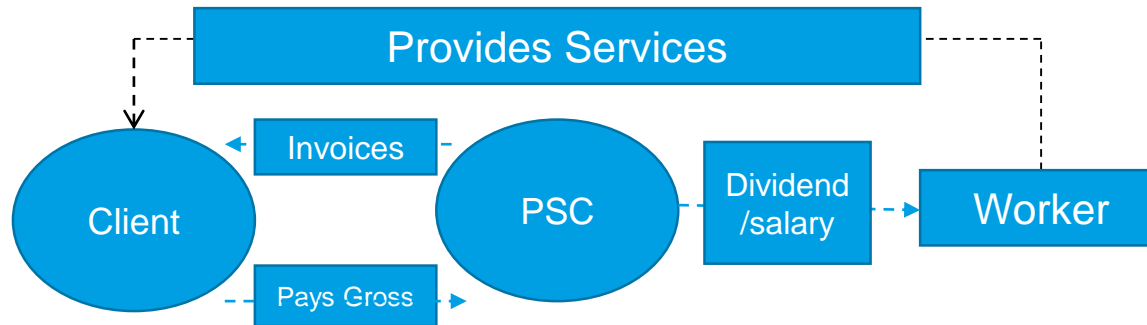 Provides Services
Invoices
Client
PSC
Dividend
/salary
Worker
Pays Gross